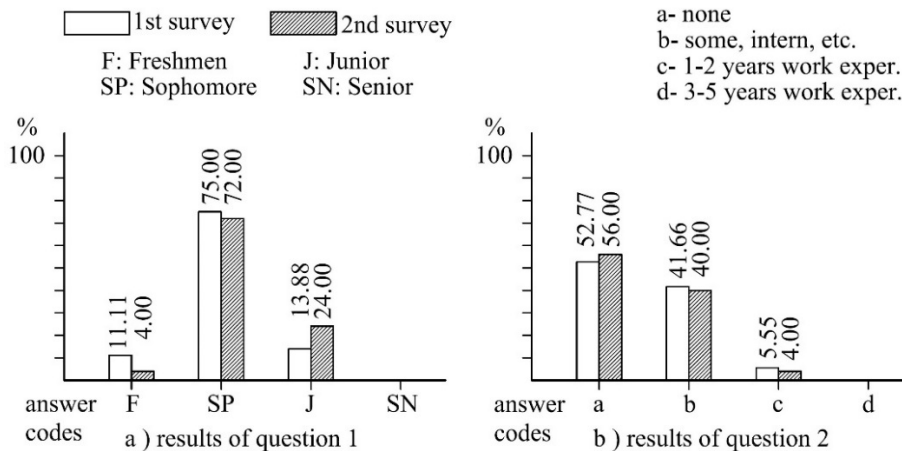 1st survey 2nd survey
F: Freshmen J: Junior
SP: Sophomore SN: Senior
a- none
b- some, intern, etc.
c- 1-2 years work exper.
d- 3-5 years work exper.
%
100
11.11
4.00
75.00
72.00
13.88
24.00
answer codes
F SP J SN
a ) results of question 1
%
100
52.77
56.00
41.66
40.00
5.55
4.00
answer codes
a b c d
b ) results of question 2